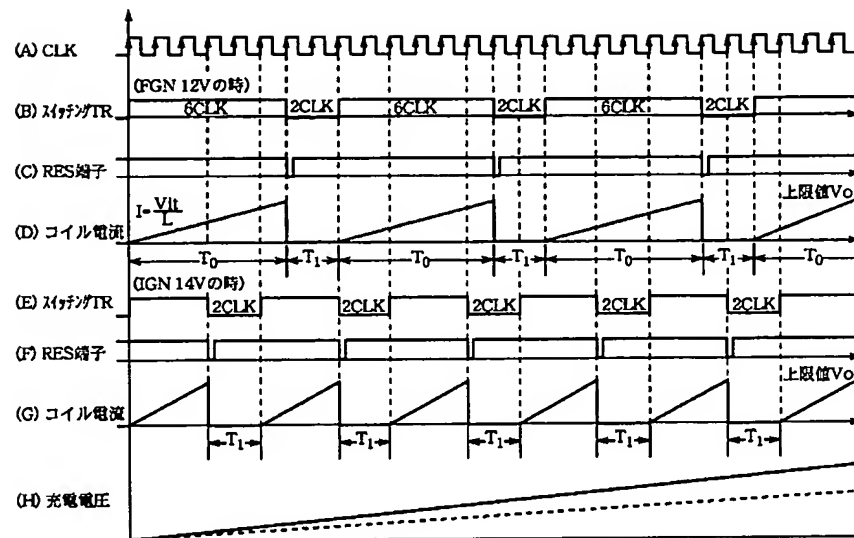 (A) CLK
(FGN 12Vの時)
(B) スイッチングTR 6CLK 2CLK 6CLK 2CLK 6CLK 2CLK
(C) RES端子
(D) コイル電流 I=V1t/L 上限値Vo
T0 T1 T0 T1 T0 T1 T0
(IGN 14Vの時)
(E) スイッチングTR 2CLK 2CLK 2CLK 2CLK 2CLK
(F) RES端子
(G) コイル電流 上限値Vo
T1 T1 T1 T1 T1
(H) 充電電圧